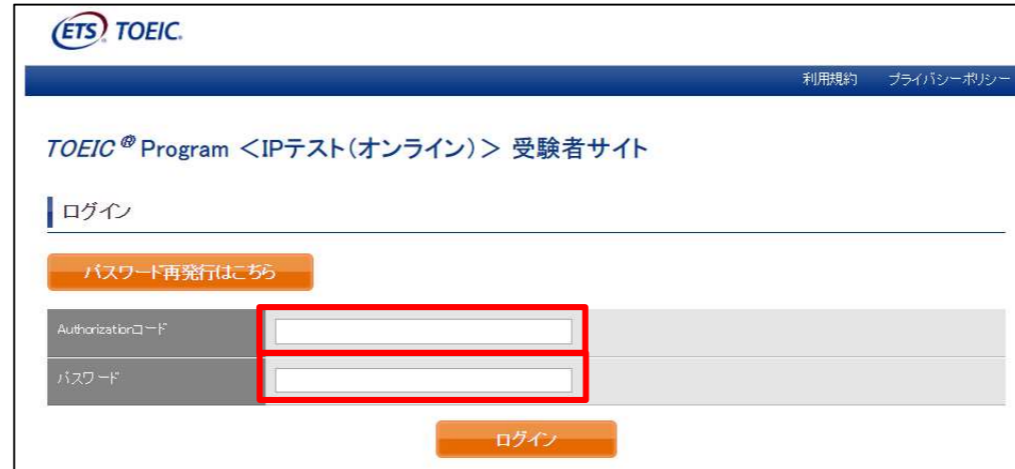 ETS TOEIC.
利用規約 プライバシーポリシー
TOEIC® Program ＜IPテスト(オンライン)＞ 受験者サイト
ログイン
パスワード再発行はこちら
Authorizationコード
パスワード
ログイン